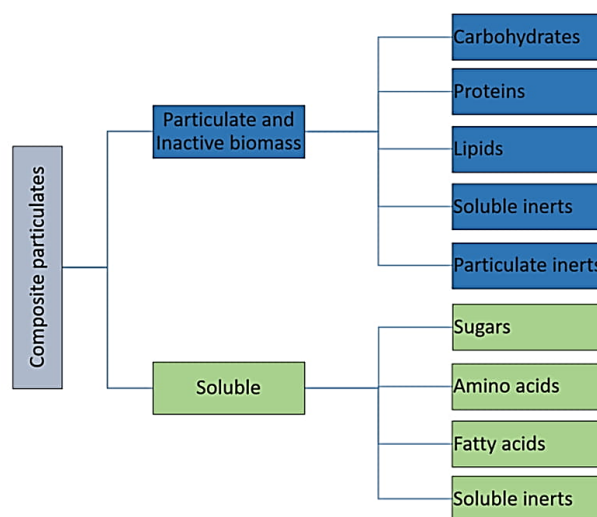 Composite particulates
Particulate and
Inactive biomass
Carbohydrates
Proteins
Lipids
Soluble inerts
Particulate inerts
Soluble
Sugars
Amino acids
Fatty acids
Soluble inerts